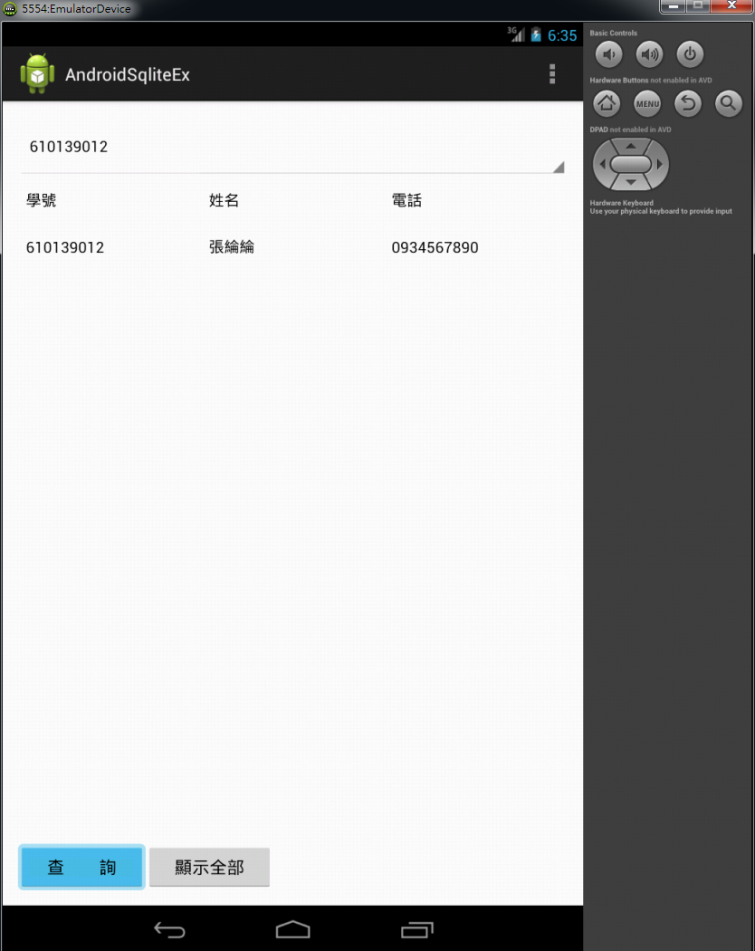 5554:EmulatorDevice
3G 6:35
AndroidSqliteEx
610139012
學號 姓名 電話
610139012 張綸綸 0934567890
查 詢 顯示全部
Basic Controls
Hardware Buttons not enabled in AVD
MENU
DPAD not enabled in AVD
Hardware Keyboard
Use your physical keyboard to provide input